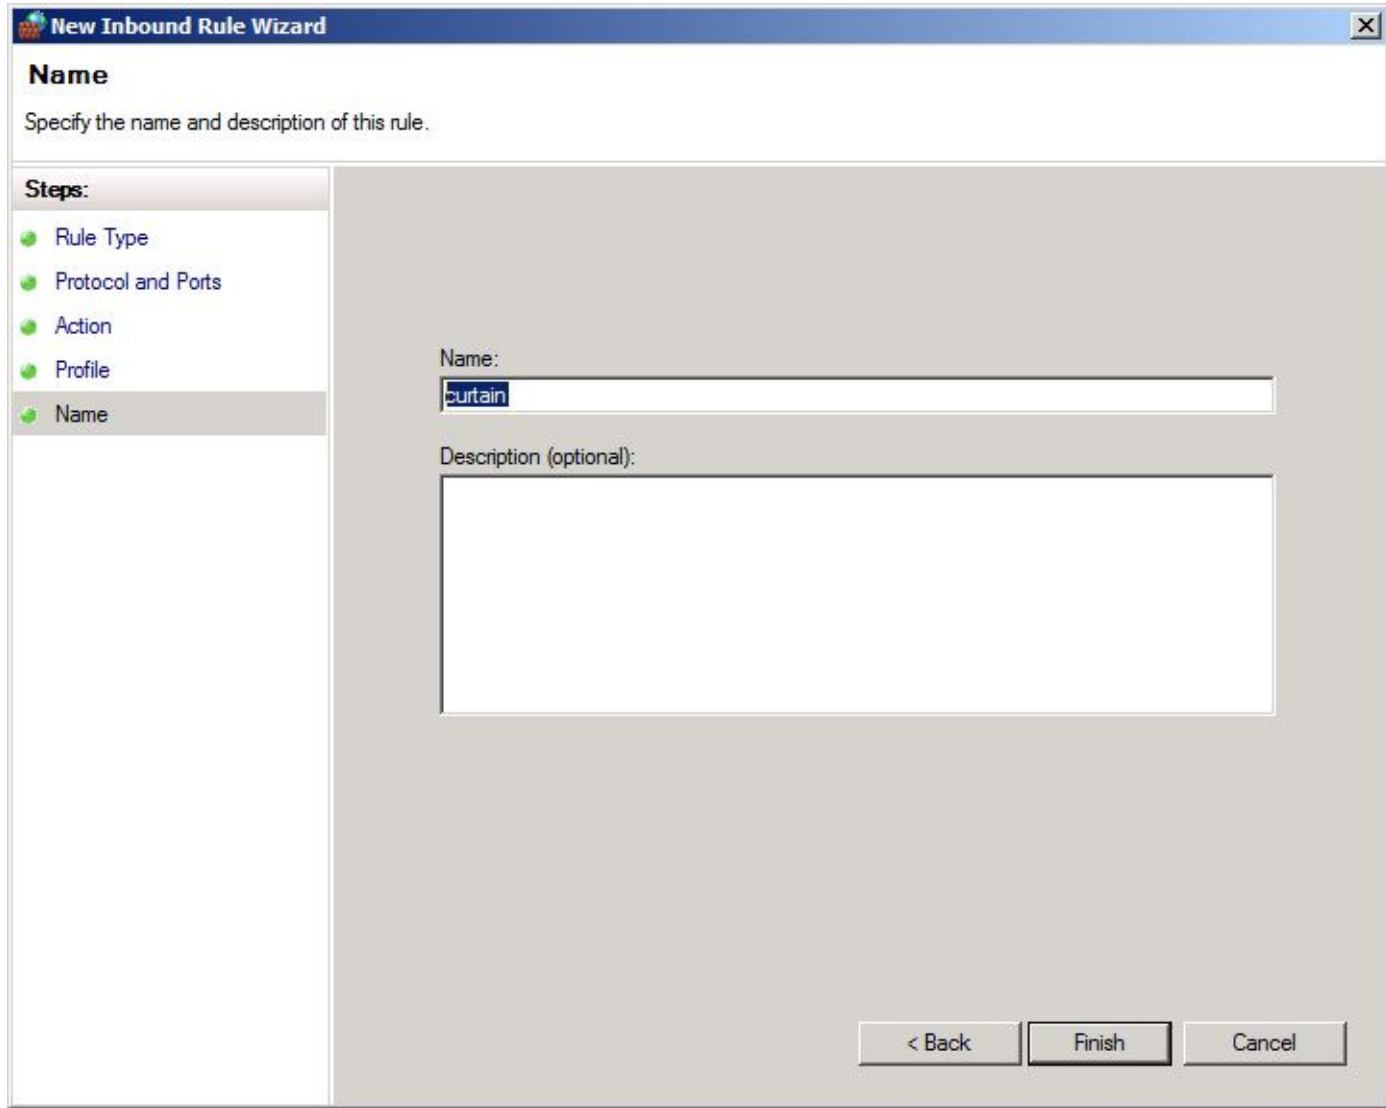 New Inbound Rule Wizard
Name
Specify the name and description of this rule.
Steps:
Rule Type
Protocol and Ports
Action
Profile
Name
Name:
curtain
Description (optional):
< Back
Finish
Cancel